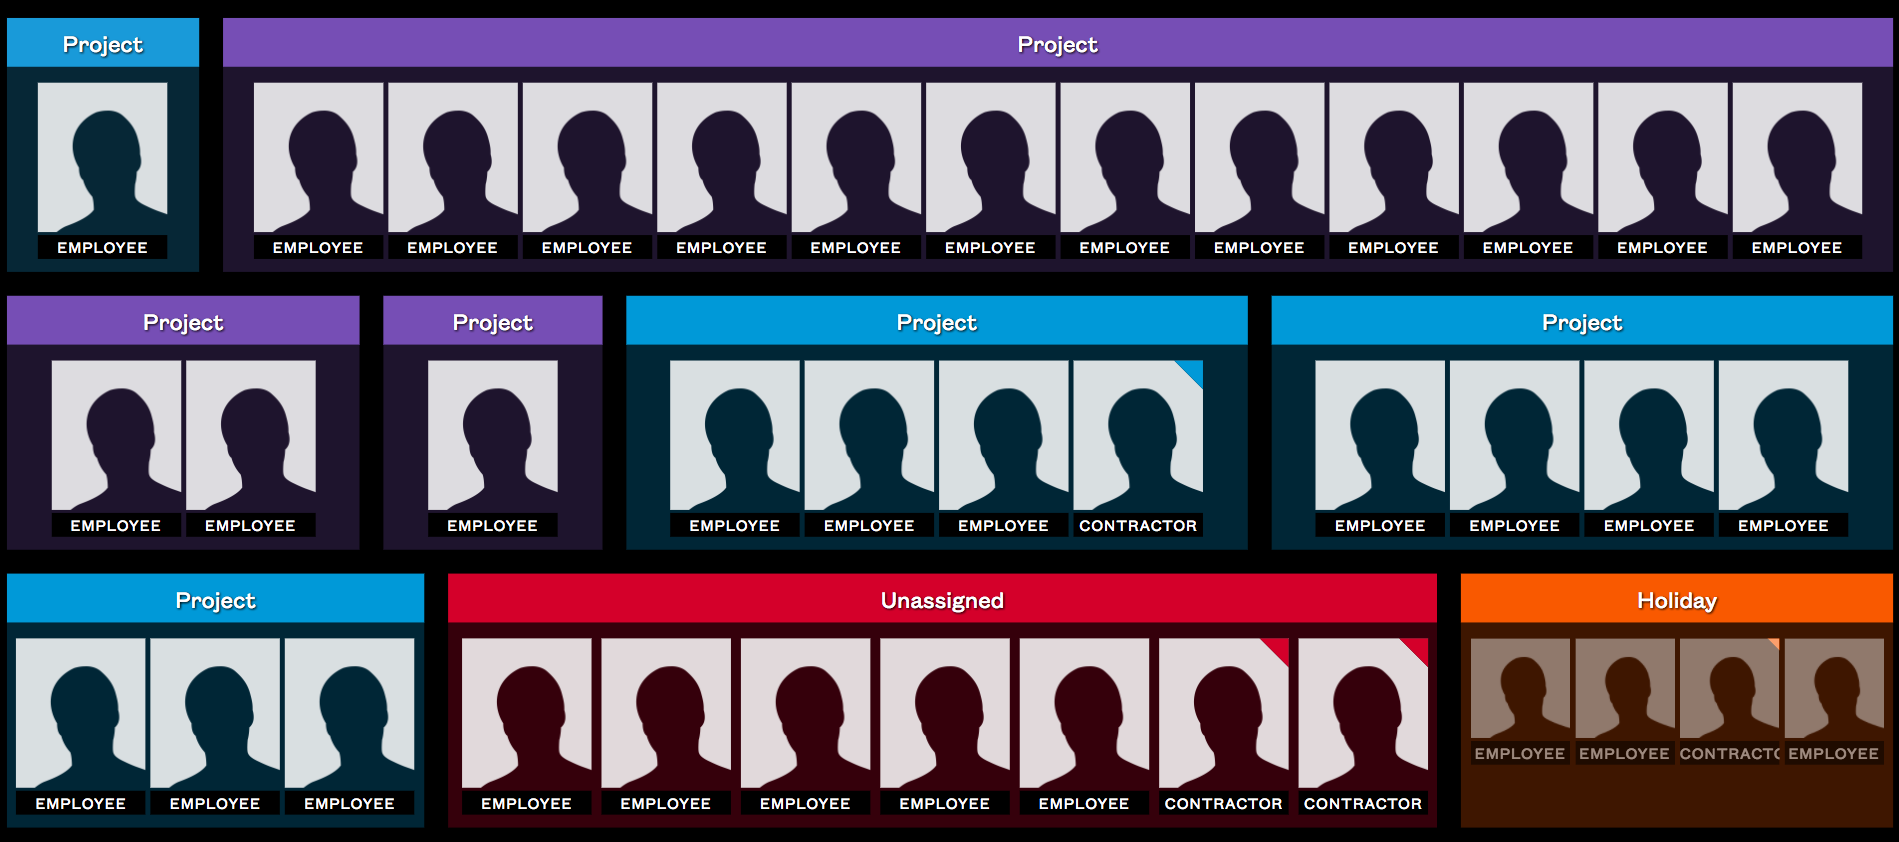 Project Project
EMPLOYEE EMPLOYEE EMPLOYEE EMPLOYEE EMPLOYEE EMPLOYEE EMPLOYEE EMPLOYEE EMPLOYEE EMPLOYEE EMPLOYEE EMPLOYEE EMPLOYEE
Project Project Project Project
EMPLOYEE EMPLOYEE EMPLOYEE EMPLOYEE EMPLOYEE EMPLOYEE CONTRACTOR EMPLOYEE EMPLOYEE EMPLOYEE EMPLOYEE
Project Unassigned Holiday
EMPLOYEE EMPLOYEE EMPLOYEE EMPLOYEE EMPLOYEE EMPLOYEE EMPLOYEE EMPLOYEE CONTRACTOR CONTRACTOR
EMPLOYEE EMPLOYEE CONTRACTO EMPLOYEE